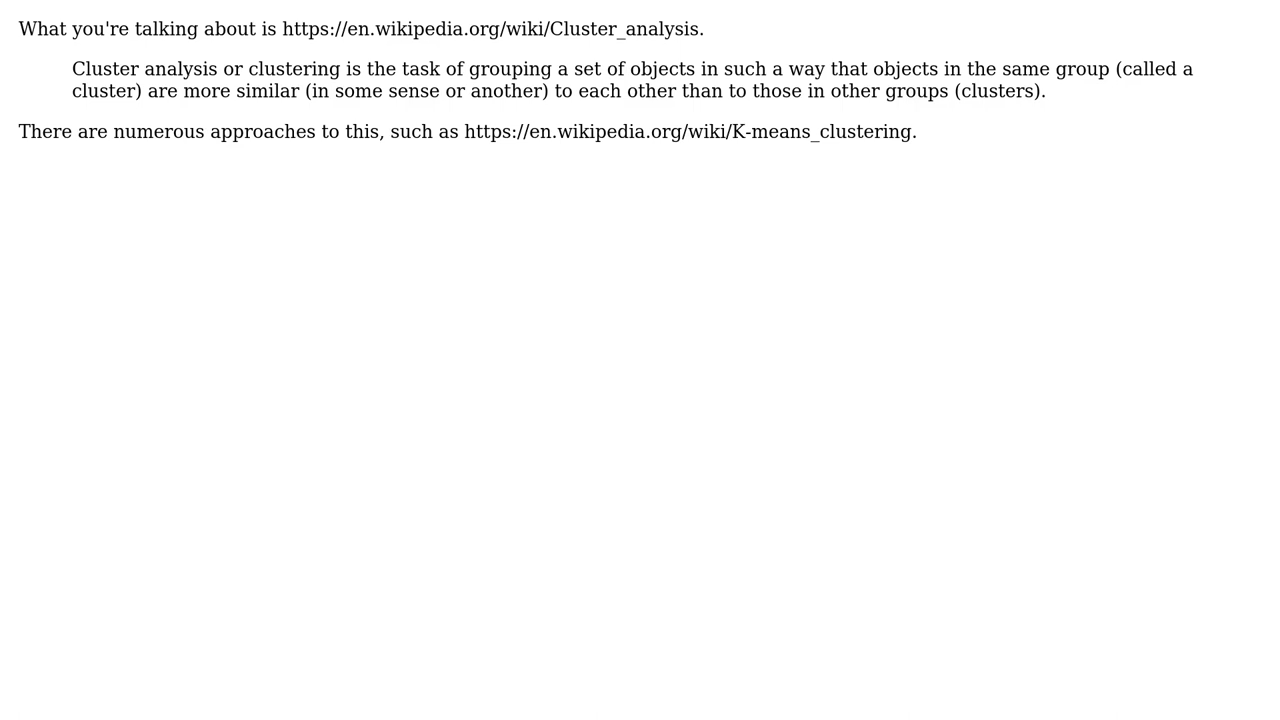 What you're talking about is https://en.wikipedia.org/wiki/Cluster_analysis.
Cluster analysis or clustering is the task of grouping a set of objects in such a way that objects in the same group (called a
cluster) are more similar (in some sense or another) to each other than to those in other groups (clusters).
There are numerous approaches to this, such as https://en.wikipedia.org/wiki/K-means_clustering.